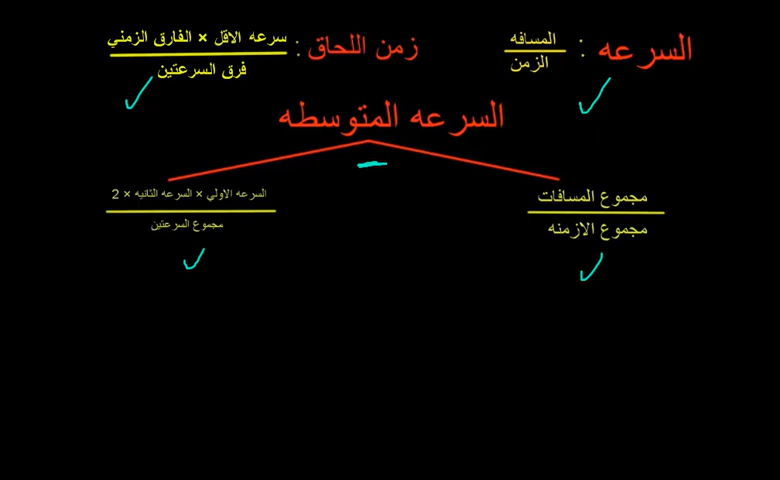 السرعه : المسافه
الزمن
زمن اللحاق : سرعه الاقل × الفارق الزمني
فرق السرعتين
السرعه المتوسطه
مجموع المسافات
مجموع الازمنه
السرعه الاولي × السرعه الثانيه × 2
مجموع السرعتين